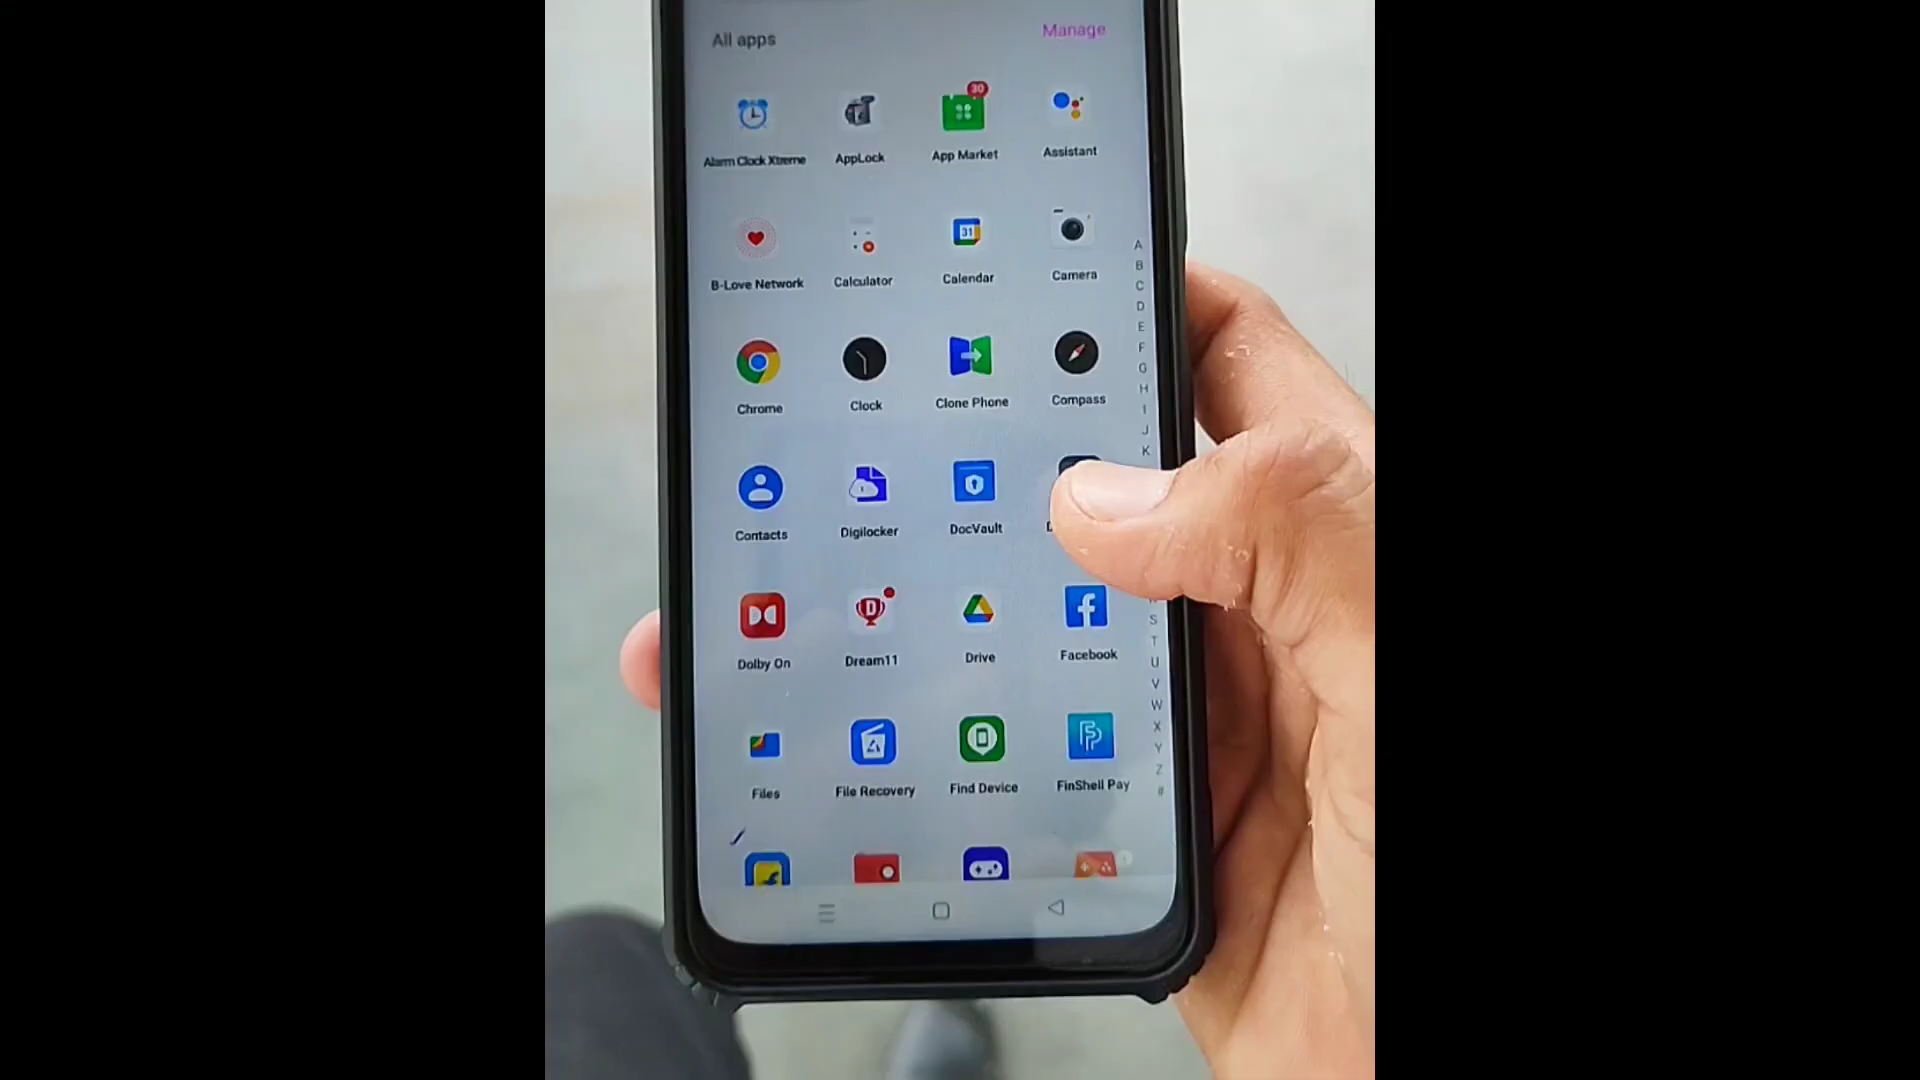 All apps
Manage
30
Alarm Clock Xtreme
AppLock
App Market
Assistant
31
B-Love Network
Calculator
Calendar
Camera
Chrome
Clock
Clone Phone
Compass
Contacts
Digilocker
DocVault
D
Dolby On
Dream11
Drive
Facebook
Files
File Recovery
Find Device
FinShell Pay
A
B
C
D
E
F
G
H
I
J
K
S
T
U
V
W
X
Y
Z
#